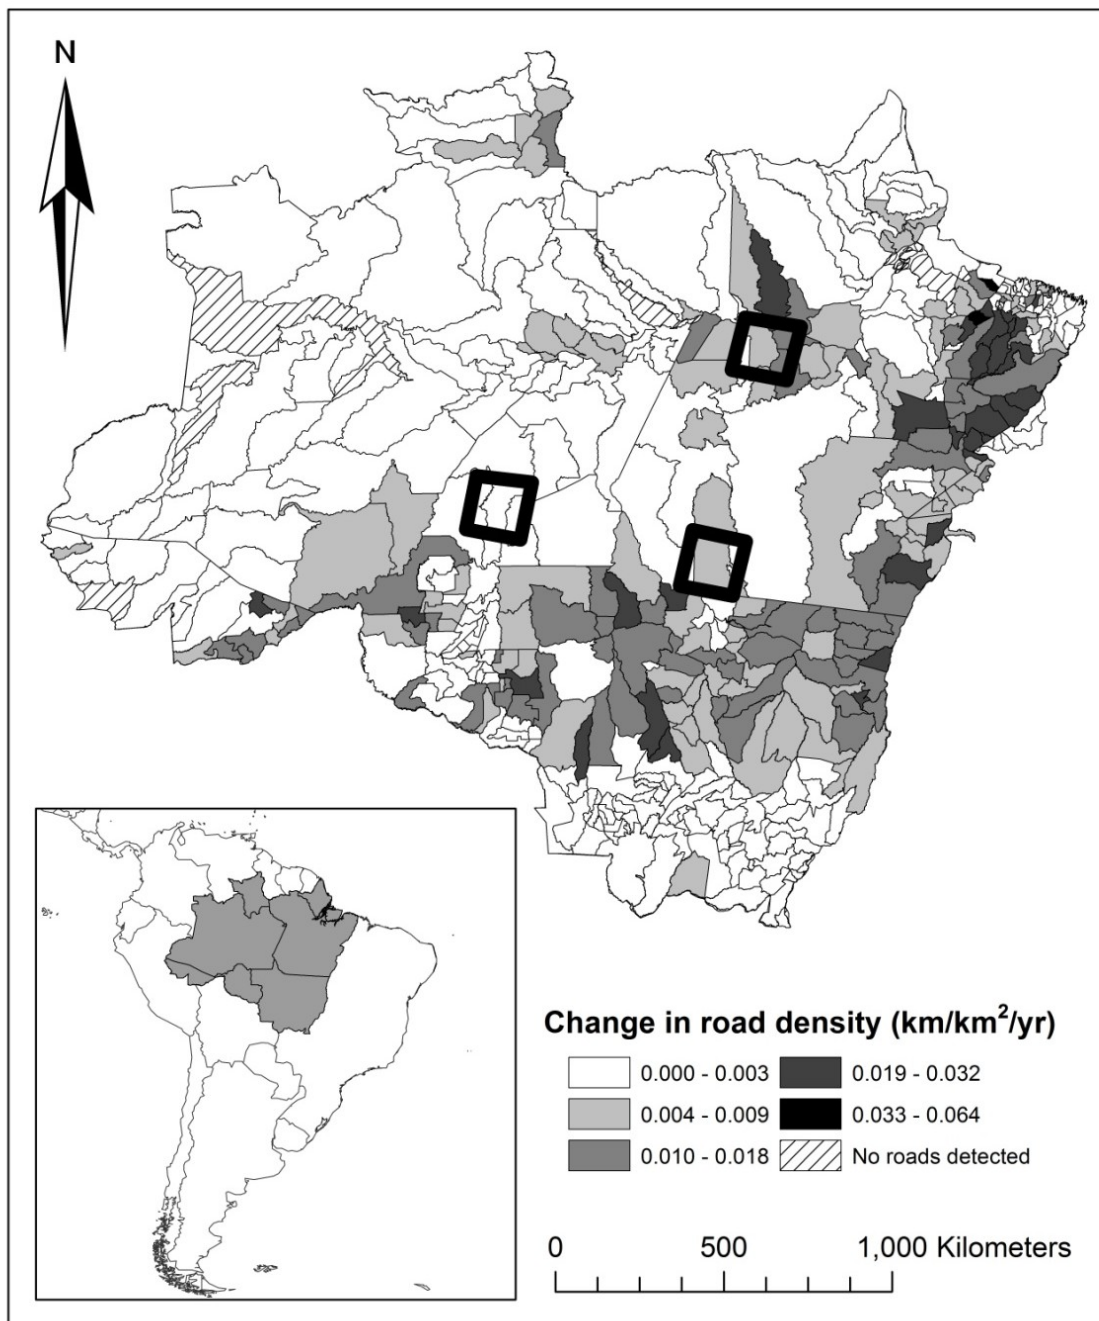 N
Change in road density (km/km²/yr)
0.000 - 0.003
0.019 - 0.032
0.004 - 0.009
0.033 - 0.064
0.010 - 0.018
No roads detected
0 500 1,000 Kilometers